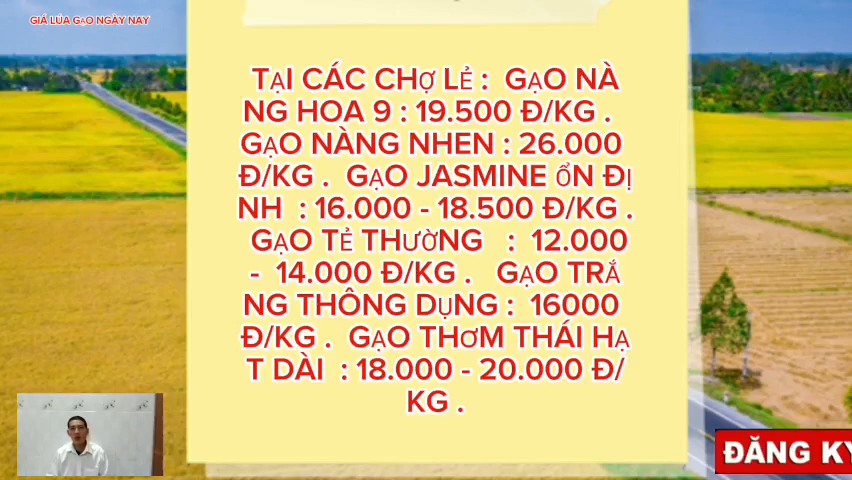 GIÁ LÚA GẠO NGÀY NAY
TẠI CÁC CHỢ LẺ : GẠO NÀ
NG HOA 9 : 19.500 Đ/KG .
GẠO NÀNG NHEN : 26.000
Đ/KG . GẠO JASMINE ỔN ĐỊ
NH : 16.000 - 18.500 Đ/KG .
GẠO TẺ THƯỜNG : 12.000
- 14.000 Đ/KG . GẠO TRẮ
NG THÔNG DỤNG : 16000
Đ/KG . GẠO THƠM THÁI HẠ
T DÀI : 18.000 - 20.000 Đ/
KG .
ĐĂNG KÝ